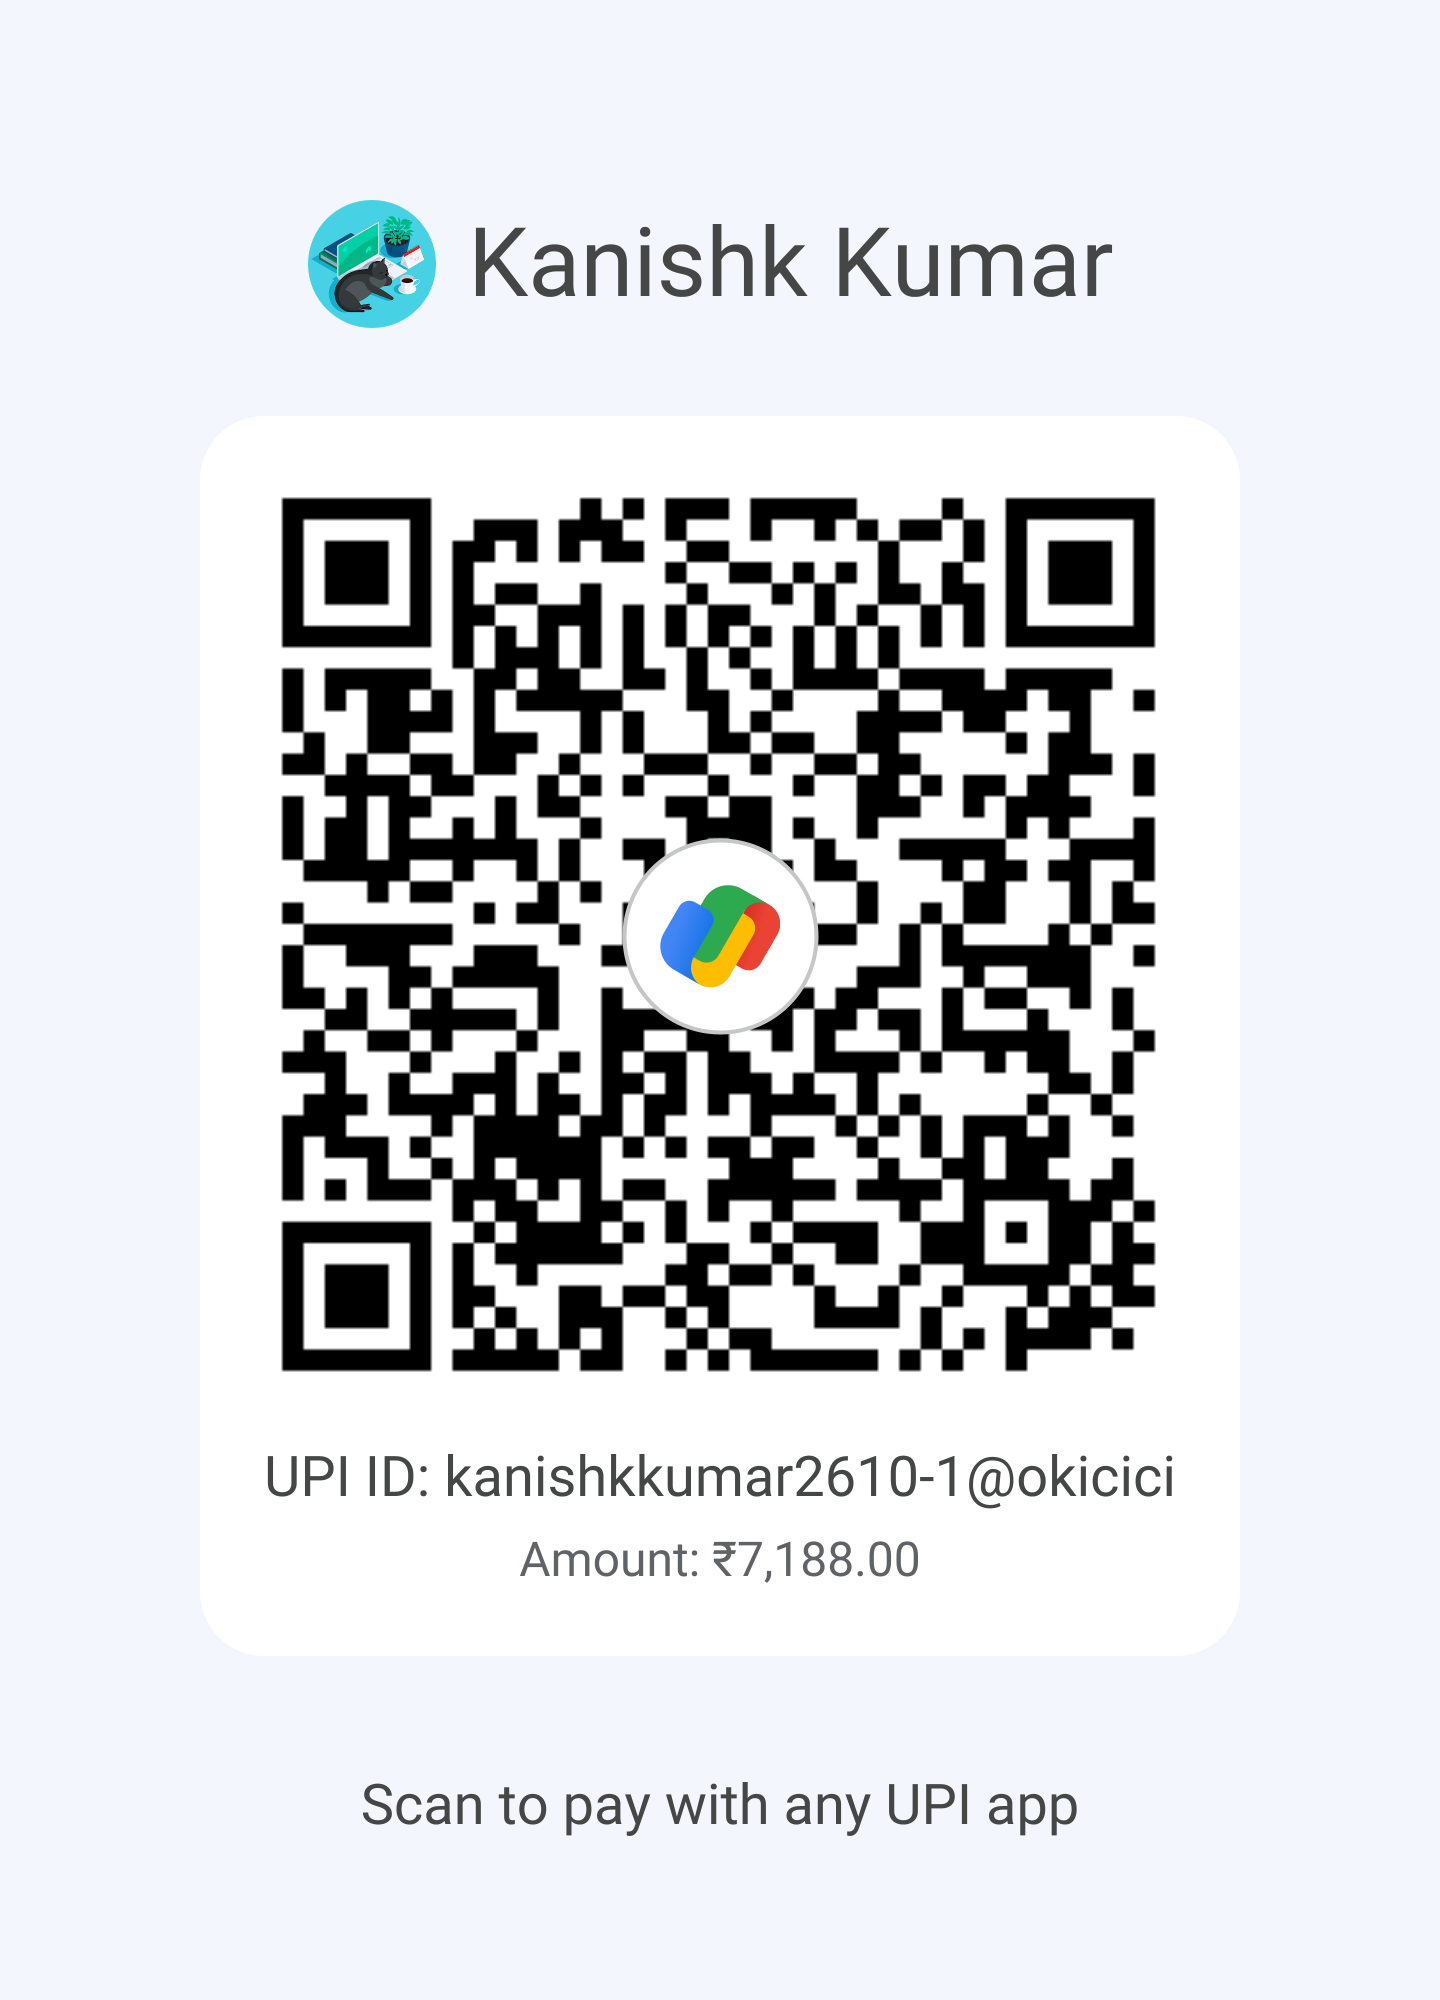 Kanishk Kumar
UPI ID: kanishkkumar2610-1@okicici
Amount: ₹7,188.00
Scan to pay with any UPI app